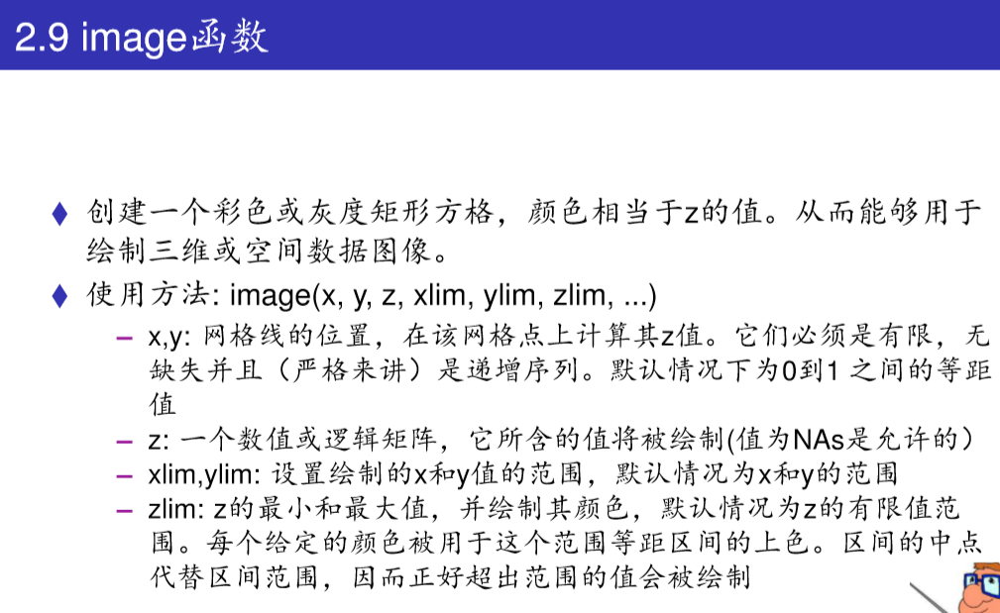 2.9 image函数
♦ 创建一个彩色或灰度矩形方格，颜色相当于z的值。从而能够用于
绘制三维或空间数据图像。
♦ 使用方法: image(x, y, z, xlim, ylim, zlim, ...)
– x,y: 网格线的位置，在该网格点上计算其z值。它们必须是有限，无
缺失并且（严格来讲）是递增序列。默认情况下为0到1 之间的等距
值
– z: 一个数值或逻辑矩阵，它所含的值将被绘制(值为NAs是允许的）
– xlim,ylim: 设置绘制的x和y值的范围，默认情况为x和y的范围
– zlim: z的最小和最大值，并绘制其颜色，默认情况为z的有限值范
围。每个给定的颜色被用于这个范围等距区间的上色。区间的中点
代替区间范围，因而正好超出范围的值会被绘制